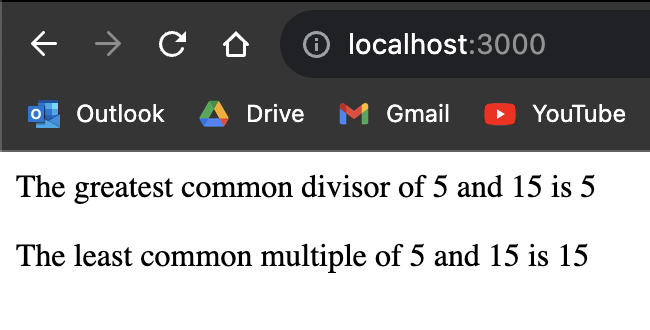 localhost:3000
Outlook Drive Gmail YouTube
The greatest common divisor of 5 and 15 is 5
The least common multiple of 5 and 15 is 15